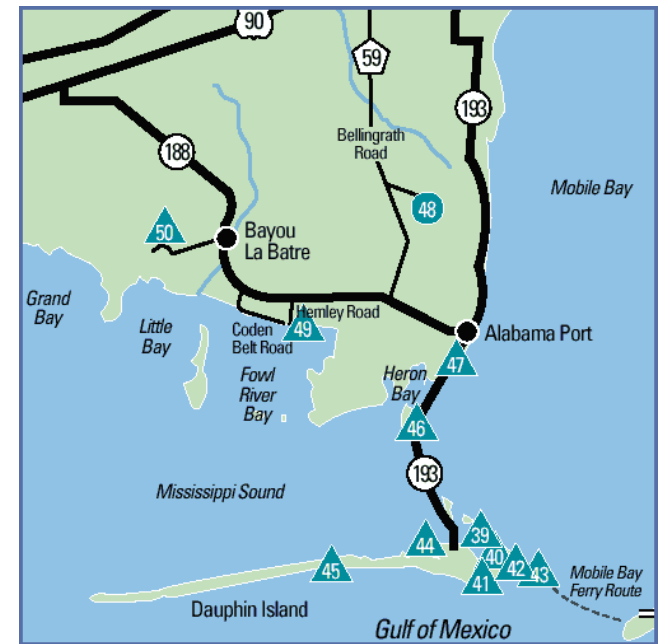 90
59
193
Bellingrath
Road
188
Mobile Bay
48
50
Bayou
La Batre
Grand
Bay
Little
Bay
Hemley Road
49
Coden
Belt Road
Alabama Port
47
Fowl
River
Bay
Heron
Bay
46
193
Mississippi Sound
39
44
40
42
43
45
41
Mobile Bay
Ferry Route
Dauphin Island
Gulf of Mexico